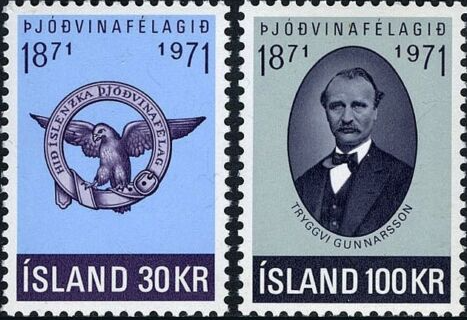 ÞJÓÐVINAFÉLAGIÐ
1871 1971
HIÐ ÍSLENZKA ÞJÓÐVINAFÉLAG
ÍSLAND 30KR
ÞJÓÐVINAFÉLAGIÐ
1871 1971
TRYGGVI GUNNARSSON
ÍSLAND 100KR